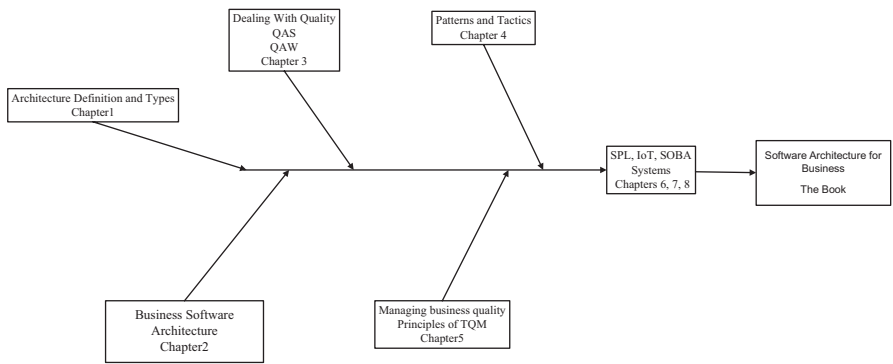 Dealing With Quality
QAS
QAW
Chapter 3
Patterns and Tactics
Chapter 4
Architecture Definition and Types
Chapter1
SPL, IoT, SOBA
Systems
Chapters 6, 7, 8
Software Architecture for
Business
The Book
Business Software
Architecture
Chapter2
Managing business quality
Principles of TQM
Chapter5